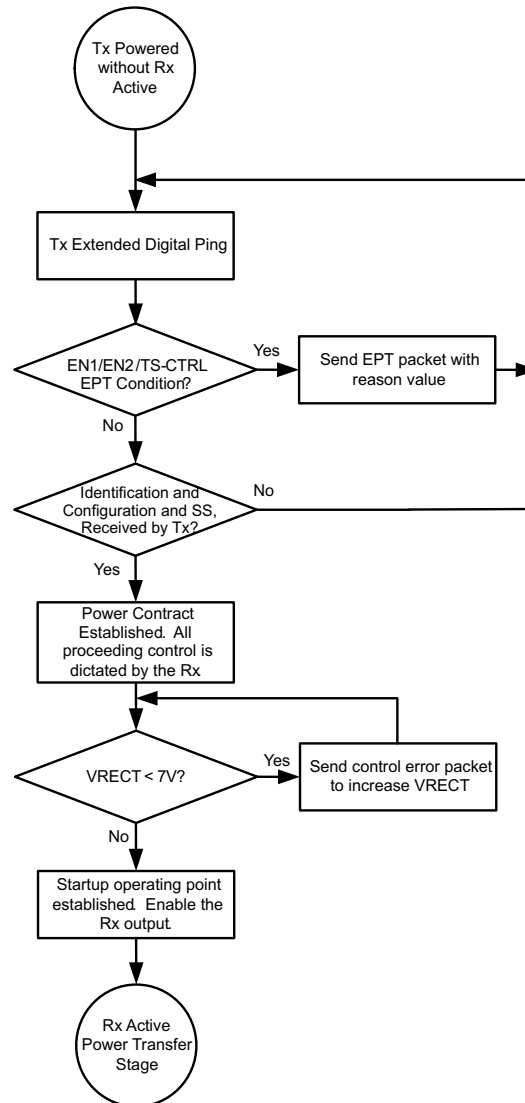 Tx Powered
without Rx
Active
Tx Extended Digital Ping
EN1/EN2/TS-CTRL
EPT Condition?
Yes
Send EPT packet with
reason value
No
Identification and
Configuration and SS,
Received by Tx?
No
Yes
Power Contract
Established. All
proceeding control is
dictated by the Rx
VRECT < 7V?
Yes
Send control error packet
to increase VRECT
No
Startup operating point
established. Enable the
Rx output.
Rx Active
Power Transfer
Stage